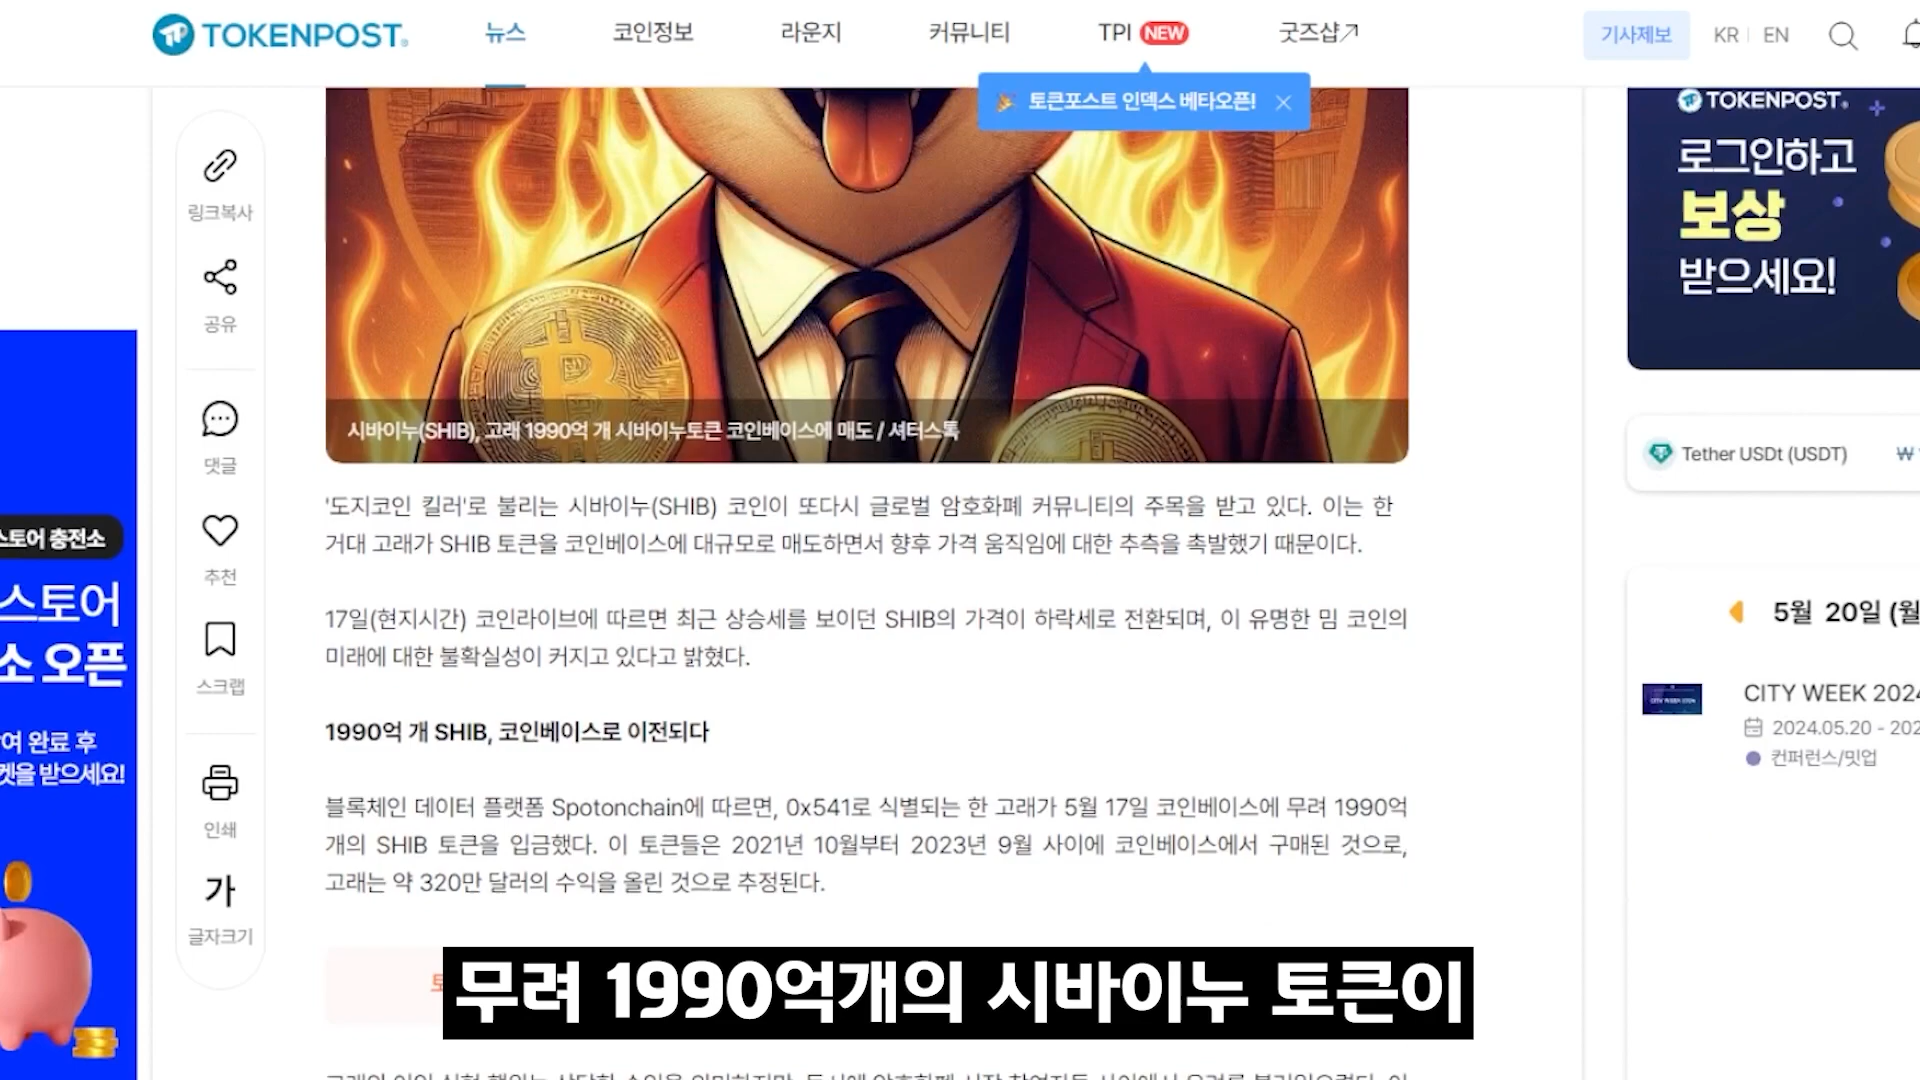 TOKENPOST
뉴스
코인정보
라운지
커뮤니티
TPI NEW
굿즈샵
기사제보
KR EN
토큰포스트 인덱스 베타오픈!
링크복사
공유
댓글
추천
스크랩
인쇄
가
글자크기
스토어 충전소
스토어
소 오픈
여 완료 후
켓을 받으세요!
시바이누(SHIB), 고래 1990억 개 시바이누토큰 코인베이스에 매도 / 셔터스톡
'도지코인 킬러'로 불리는 시바이누(SHIB) 코인이 또다시 글로벌 암호화폐 커뮤니티의 주목을 받고 있다. 이는 한
거대 고래가 SHIB 토큰을 코인베이스에 대규모로 매도하면서 향후 가격 움직임에 대한 추측을 촉발했기 때문이다.
17일(현지시간) 코인라이브에 따르면 최근 상승세를 보이던 SHIB의 가격이 하락세로 전환되며, 이 유명한 밈 코인의
미래에 대한 불확실성이 커지고 있다고 밝혔다.
1990억 개 SHIB, 코인베이스로 이전되다
블록체인 데이터 플랫폼 Spotonchain에 따르면, 0x541로 식별되는 한 고래가 5월 17일 코인베이스에 무려 1990억
개의 SHIB 토큰을 입금했다. 이 토큰들은 2021년 10월부터 2023년 9월 사이에 코인베이스에서 구매된 것으로,
고래는 약 320만 달러의 수익을 올린 것으로 추정된다.
무려 1990억개의 시바이누 토큰이
TOKENPOST
로그인하고
보상
받으세요!
Tether USDt (USDT) ₩
5월 20일 (월
CITY WEEK 2024
2024.05.20 - 202
컨퍼런스/밋업